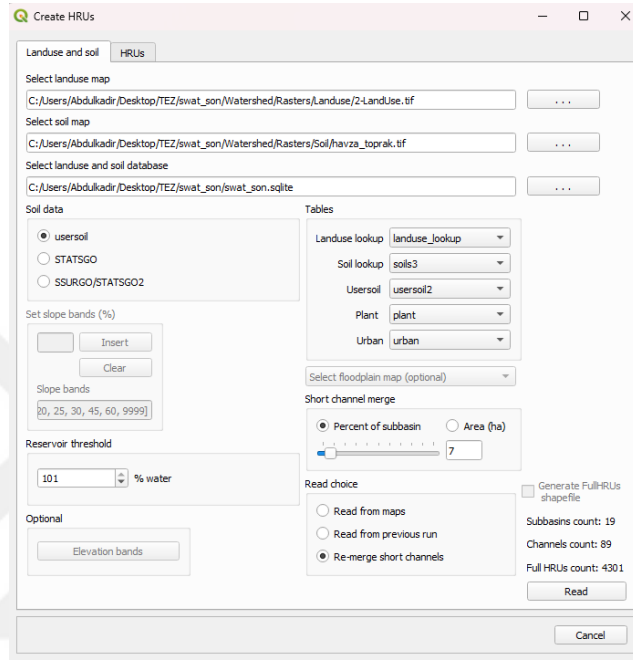 Create HRUs
Landuse and soil
HRUs
Select landuse map
C:/Users/Abdulkadir/Desktop/TEZ/swat_son/Watershed/Rasters/Landuse/2-LandUse.tif
...
Select soil map
C:/Users/Abdulkadir/Desktop/TEZ/swat_son/Watershed/Rasters/Soil/havza_toprak.tif
...
Select landuse and soil database
C:/Users/Abdulkadir/Desktop/TEZ/swat_son/swat_son.sqlite
...
Soil data
usersoil
STATSGO
SSURGO/STATSGO2
Tables
Landuse lookup landuse_lookup
Soil lookup soils3
Usersoil usersoil2
Plant plant
Urban urban
Set slope bands (%)
Insert
Clear
Slope bands
20, 25, 30, 45, 60, 9999]
Select floodplain map (optional)
Short channel merge
Percent of subbasin
Area (ha)
7
Reservoir threshold
101 % water
Optional
Elevation bands
Read choice
Read from maps
Read from previous run
Re-merge short channels
Generate FullHRUs
shapefile
Subbasins count: 19
Channels count: 89
Full HRUs count: 4301
Read
Cancel